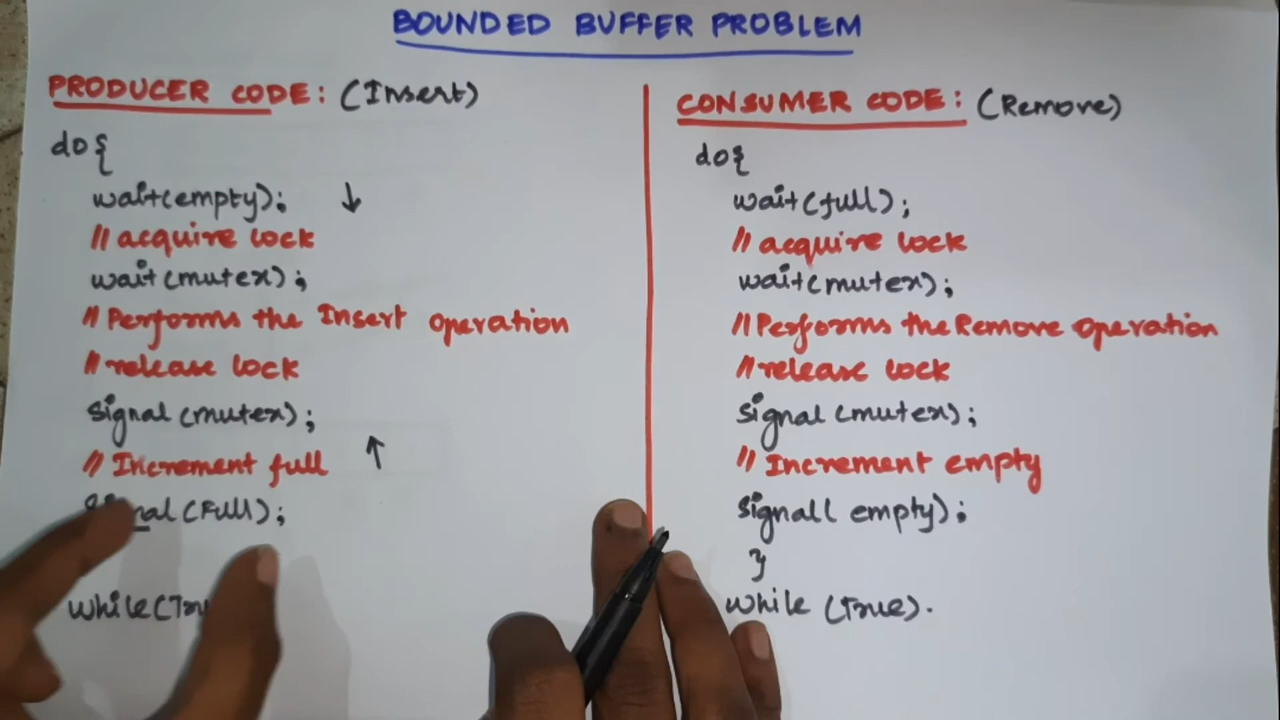 BOUNDED BUFFER PROBLEM
PRODUCER CODE: (Insert)
do{
wait(empty);
// acquire lock
wait(mutex);
// Performs the Insert operation
// release lock
Signal (mutex);
// Increment full
(Full);
while(
CONSUMER CODE: (Remove)
do{
wait(full);
// acquire lock
wait(mutex);
// Performs the Remove operation
// release lock
Signal (mutex);
// Increment empty
Signal( empty);
}
while (True).